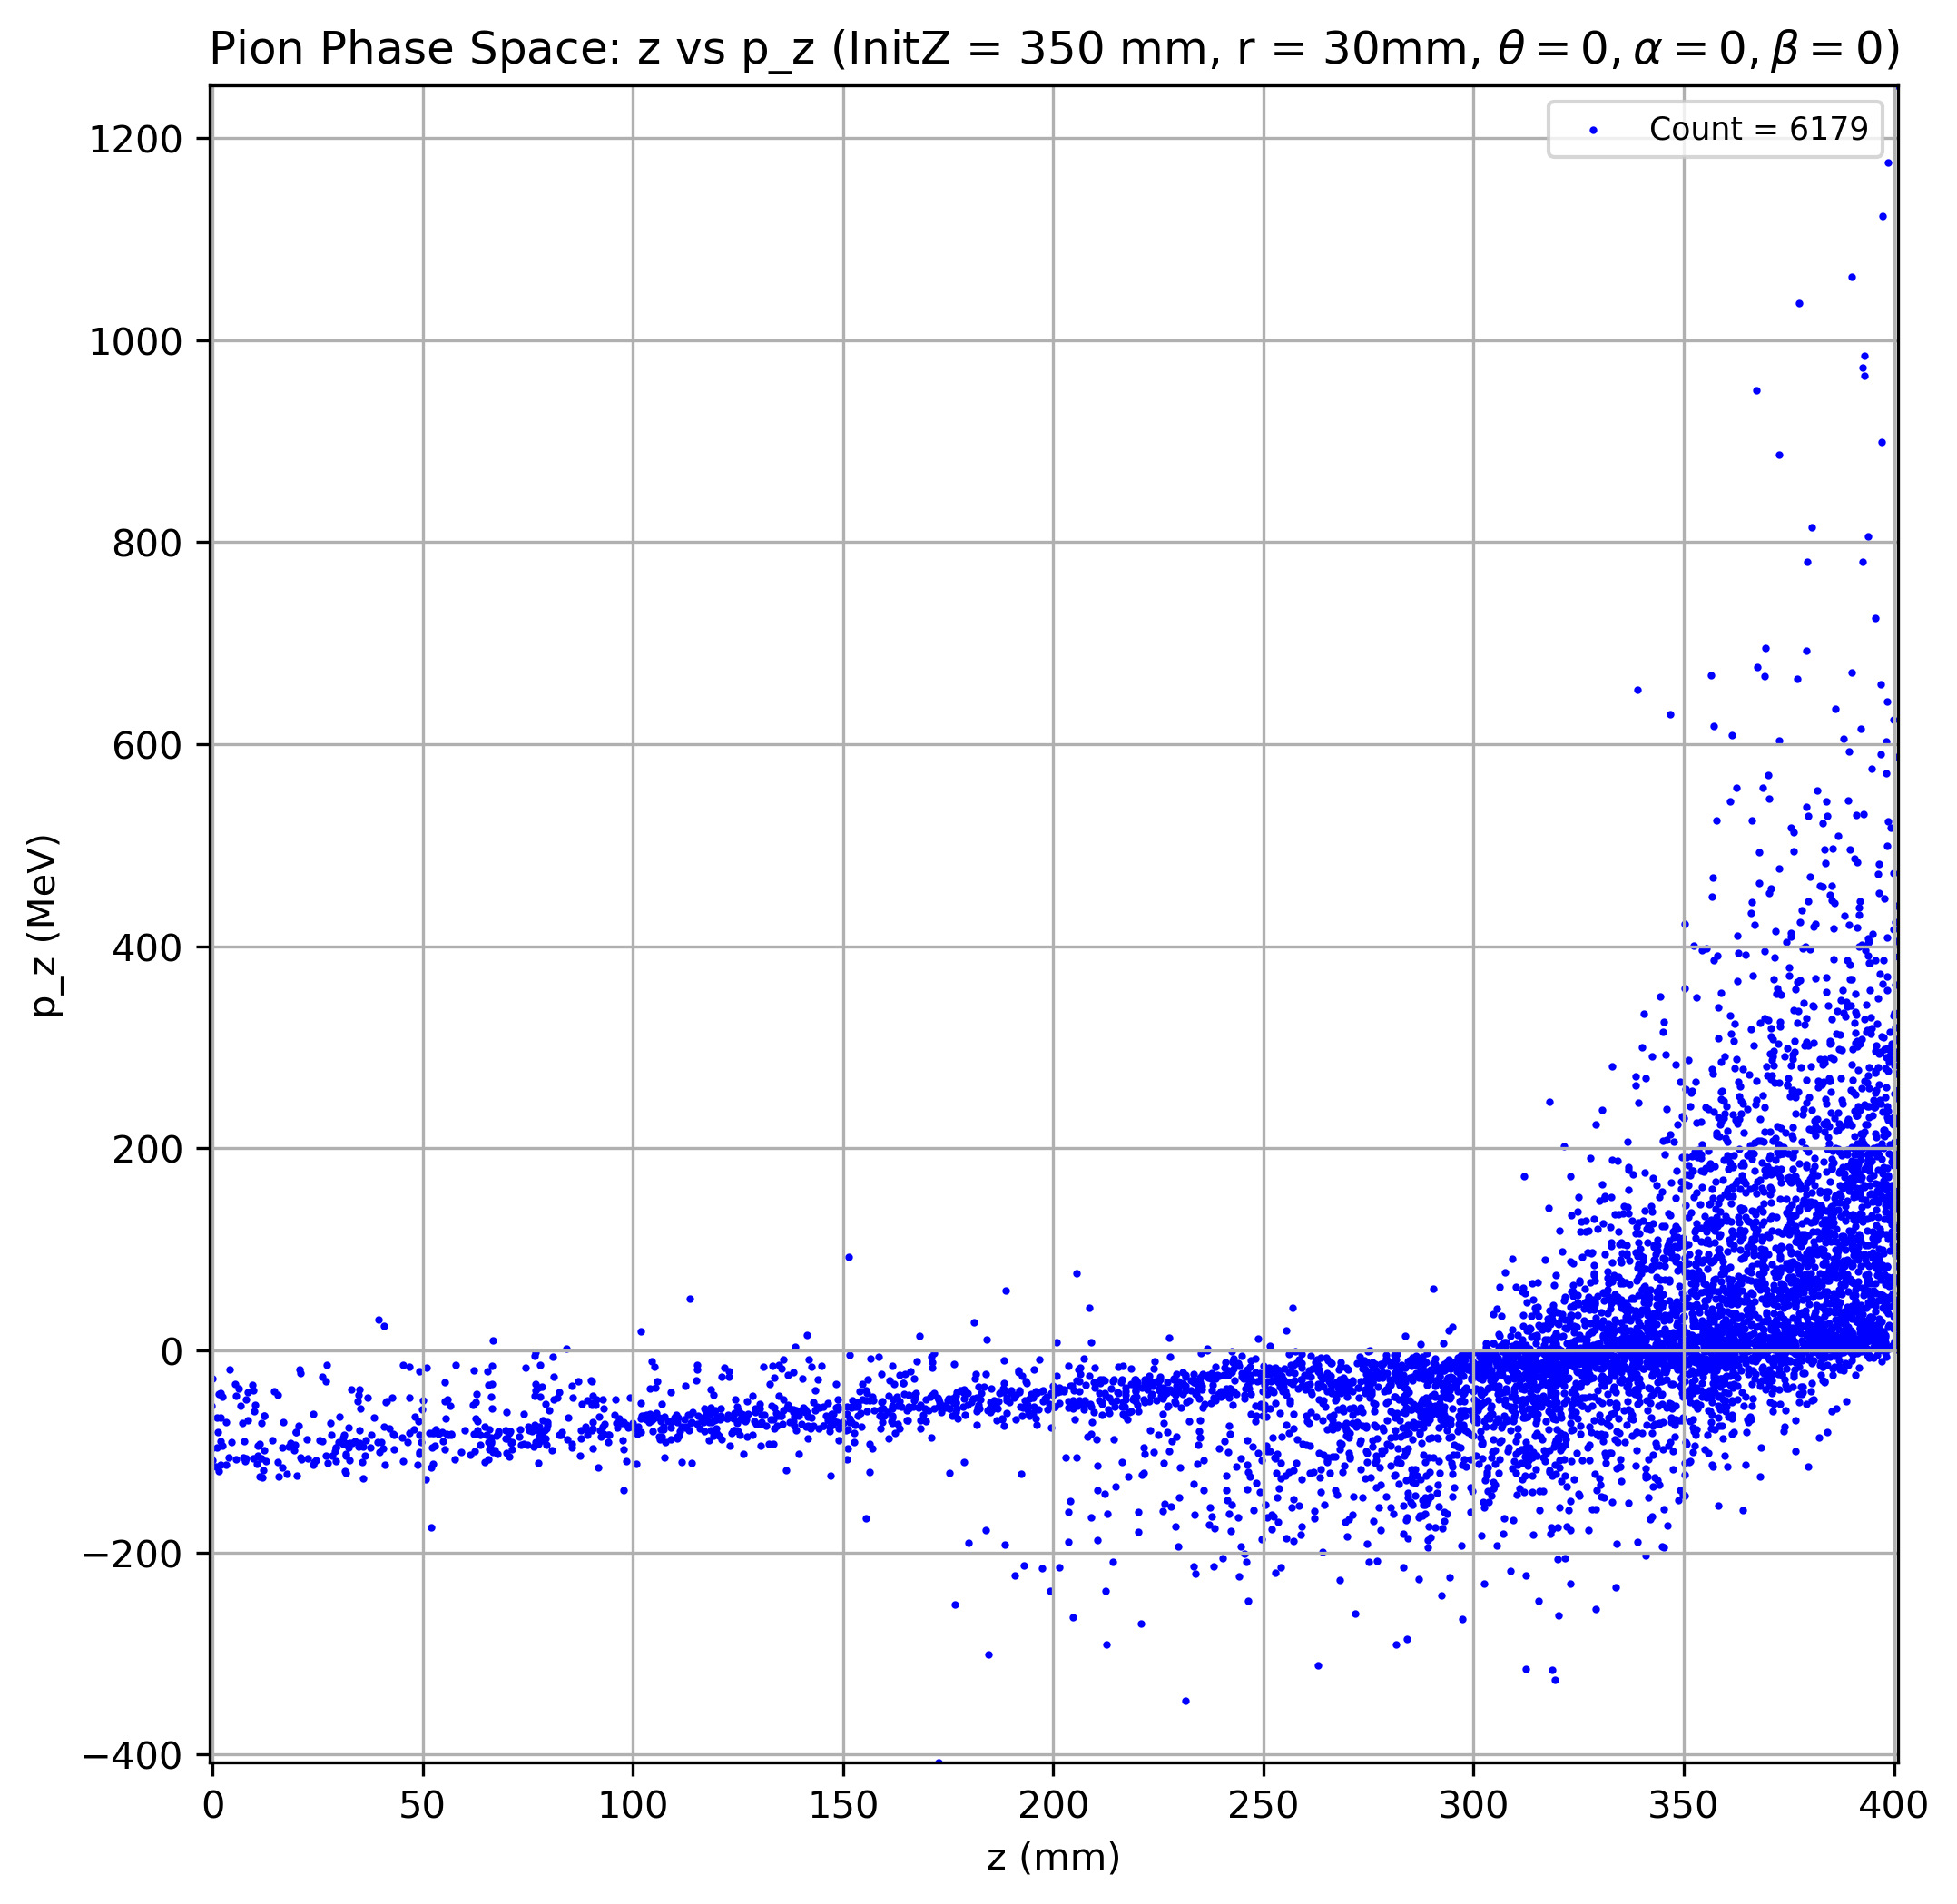 Pion Phase Space: z vs p_z (InitZ = 350 mm, r = 30mm, θ = 0, α = 0, β = 0)
Count = 6179
1200
1000
800
600
400
200
0
−200
−400
p_z (MeV)
0 50 100 150 200 250 300 350 400
z (mm)